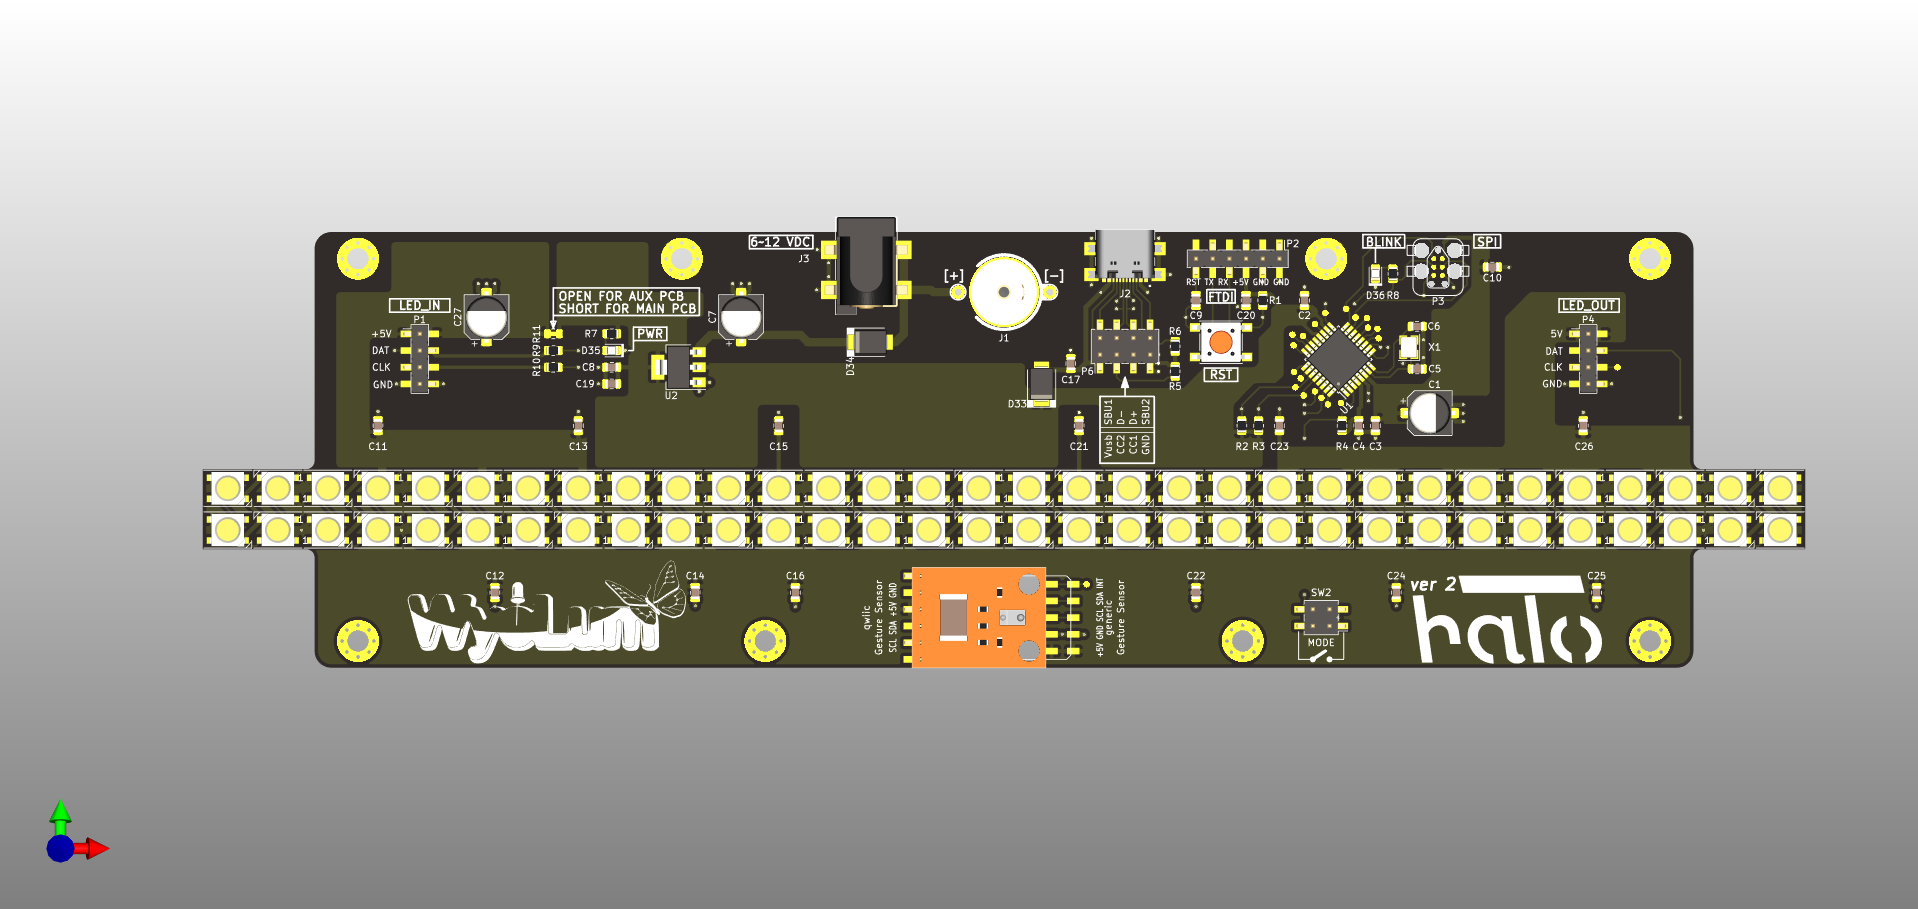 6~12 VDC
J3
[+]
[-]
J1
J2
P2
RST TX RX +5V GND GND
FTDI
C9
C20
R1
C2
BLINK
D36
R8
SPI
P3
C10
LED_IN
P1
+5V
DAT
CLK
GND
C27
OPEN FOR AUX PCB
SHORT FOR MAIN PCB
R11
R9
R10
R7
D35
C8
C19
PWR
U2
C7
+
D34
D33
C17
P6
R6
R5
RST
Vusb SBU1
CC2 D-
CC1 D+
GND SBU2
U1
C6
X1
C5
C1
+
LED_OUT
P4
5V
DAT
CLK
GND
C11
C13
C15
C21
R2
R3
C23
R4
C4
C3
C26
C12
C14
C16
C22
C24
C25
WyoLum
qwiic
Gesture Sensor
SCL SDA +5V GND
+5V GND SCL SDA INT
generic
Gesture Sensor
SW2
MODE
ver 2
halo